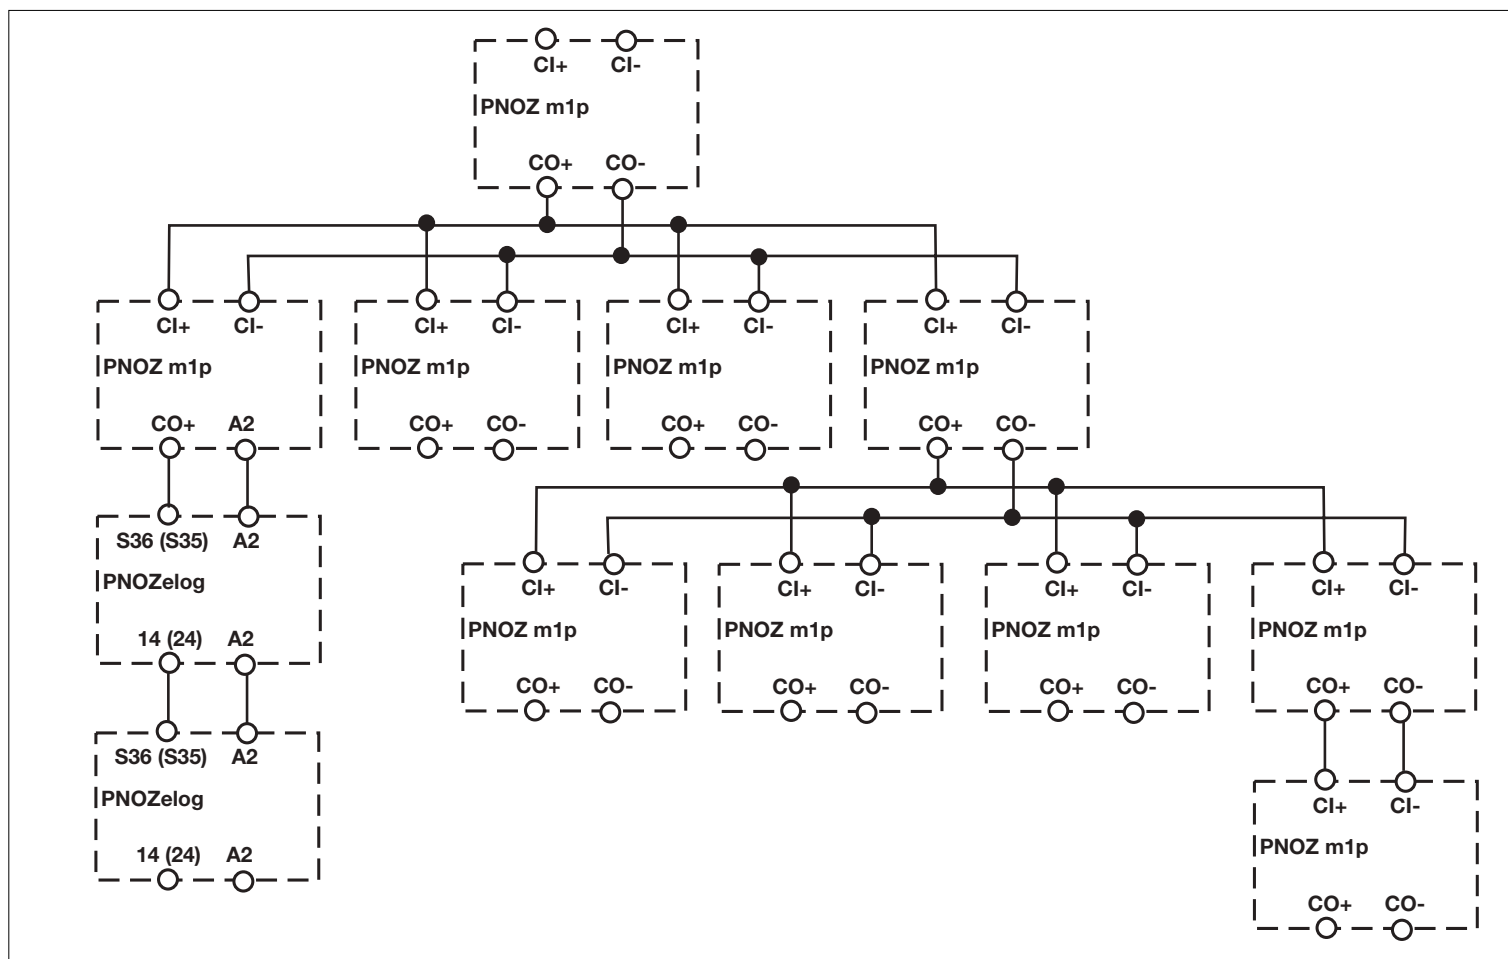 CI+ CI-
PNOZ m1p
CO+ CO-
CI+ CI- CI+ CI- CI+ CI- CI+ CI-
PNOZ m1p PNOZ m1p PNOZ m1p PNOZ m1p
CO+ A2 CO+ CO- CO+ CO- CO+ CO-
S36 (S35) A2
PNOZelog
CI+ CI- CI+ CI- CI+ CI- CI+ CI-
PNOZ m1p PNOZ m1p PNOZ m1p PNOZ m1p
14 (24) A2
CO+ CO- CO+ CO- CO+ CO- CO+ CO-
S36 (S35) A2
PNOZelog
14 (24) A2
CI+ CI-
PNOZ m1p
CO+ CO-